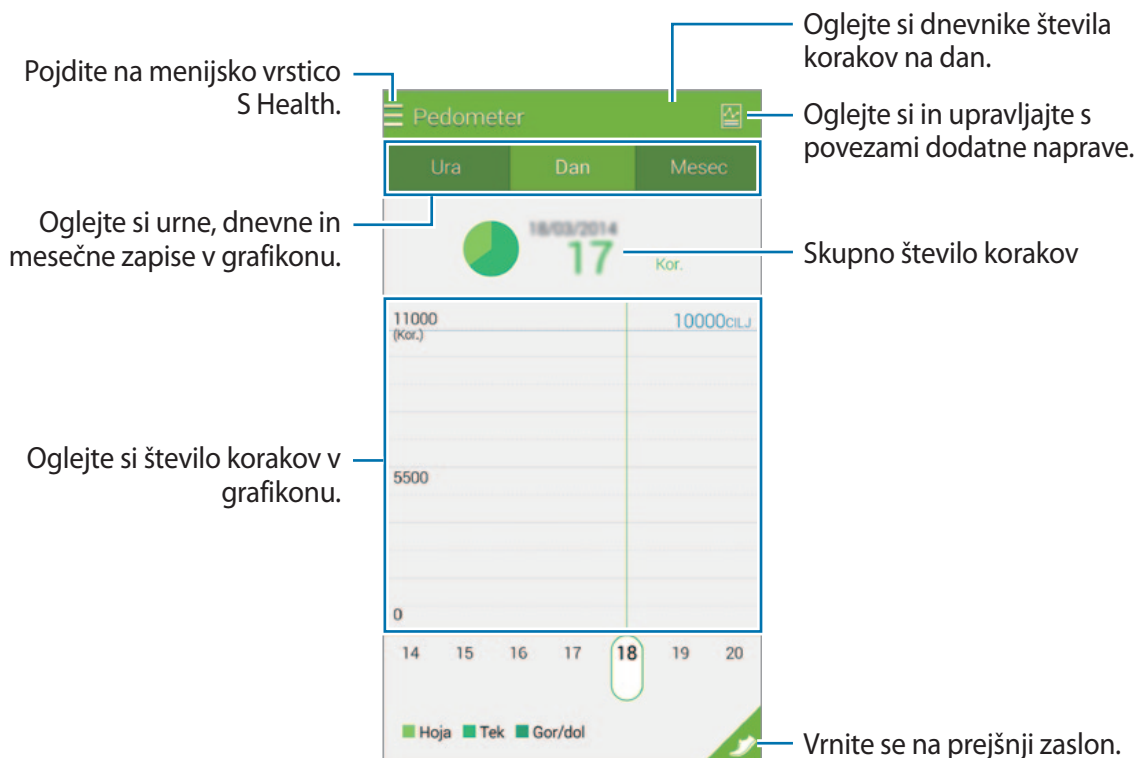 Oglejte si dnevnike števila
korakov na dan.
Pojdite na menijsko vrstico
S Health.
Pedometer
Oglejte si in upravljajte s
povezami dodatne naprave.
Ura Dan Mesec
Oglejte si urne, dnevne in
mesečne zapise v grafikonu.
18/03/2014
17 Kor.
Skupno število korakov
11000
(Kor.)
10000CILJ
Oglejte si število korakov v
grafikonu.
5500
0
14 15 16 17 18 19 20
Hoja Tek Gor/dol
Vrnite se na prejšnji zaslon.